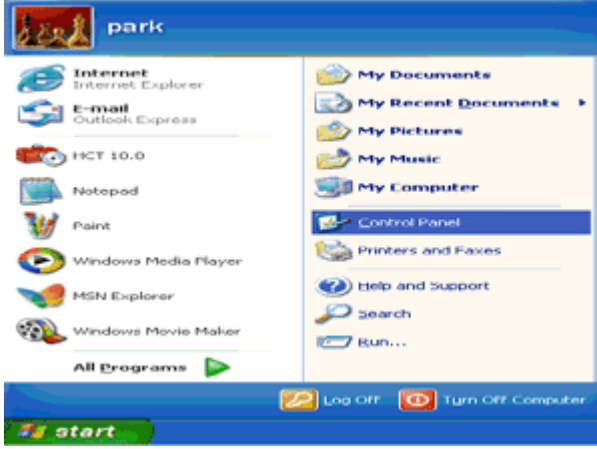 park
Internet
Internet Explorer
E-mail
Outlook Express
HCT 10.0
Notepad
Paint
Windows Media Player
MSN Explorer
Windows Movie Maker
All Programs
My Documents
My Recent Documents
My Pictures
My Music
My Computer
Control Panel
Printers and Faxes
Help and Support
Search
Run...
Log Off
Turn Off Computer
start